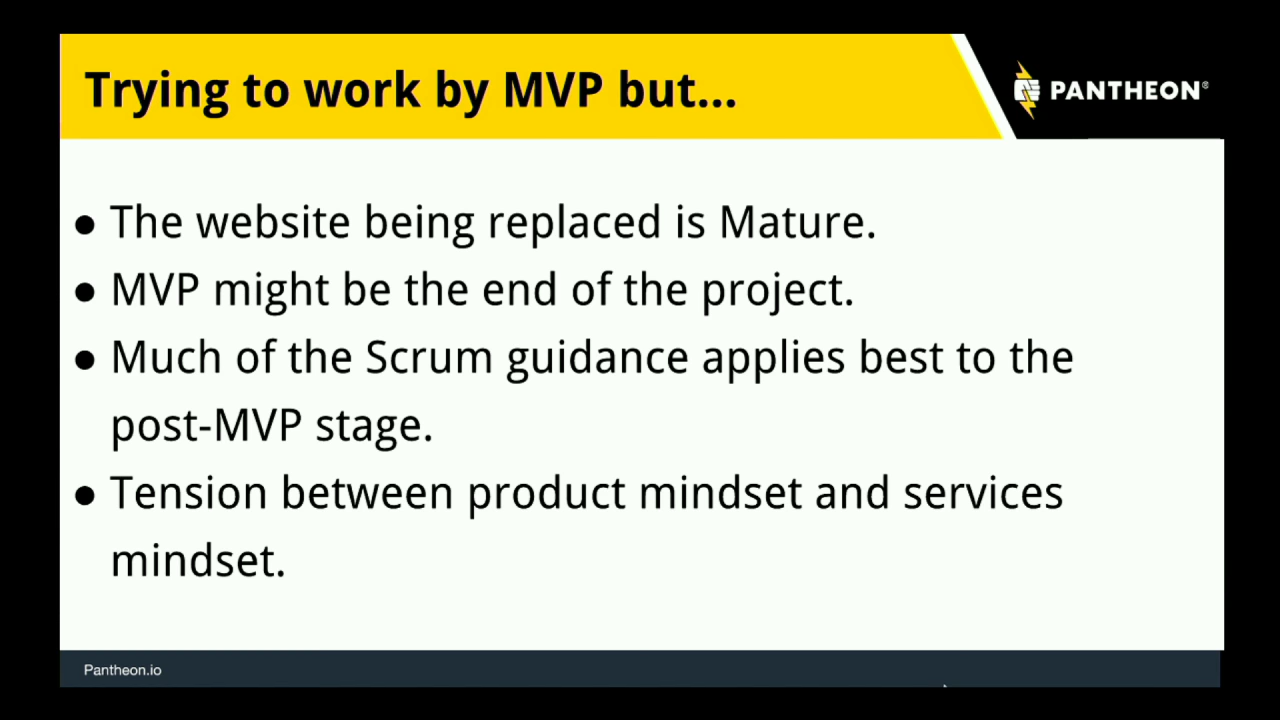 Trying to work by MVP but...
PANTHEON®
● The website being replaced is Mature.
● MVP might be the end of the project.
● Much of the Scrum guidance applies best to the
post-MVP stage.
● Tension between product mindset and services
mindset.
Pantheon.io